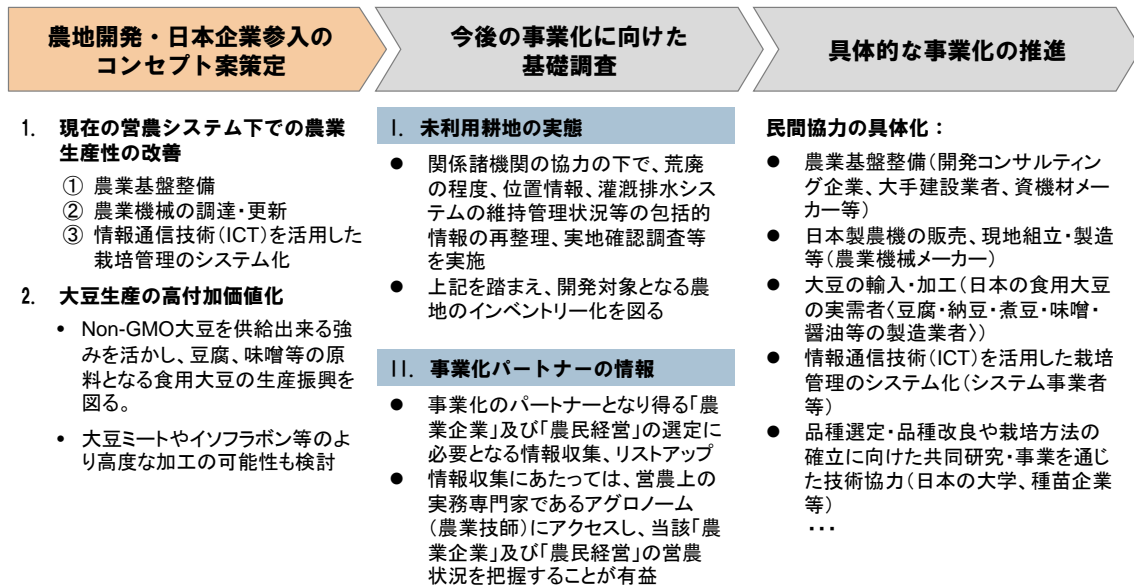 農地開発・日本企業参入の
コンセプト案策定
1. 現在の営農システム下での農業
生産性の改善
① 農業基盤整備
② 農業機械の調達・更新
③ 情報通信技術(ICT)を活用した
栽培管理のシステム化
2. 大豆生産の高付加価値化
• Non-GMO大豆を供給出来る強
みを活かし、豆腐、味噌等の原
料となる食用大豆の生産振興を
図る。
• 大豆ミートやイソフラボン等のよ
り高度な加工の可能性も検討
今後の事業化に向けた
基礎調査
I. 未利用耕地の実態
● 関係諸機関の協力の下で、荒廃
の程度、位置情報、灌漑排水シス
テムの維持管理状況等の包括的
情報の再整理、実地確認調査等
を実施
● 上記を踏まえ、開発対象となる農
地のインベントリー化を図る
II. 事業化パートナーの情報
● 事業化のパートナーとなり得る「農
業企業」及び「農民経営」の選定に
必要となる情報収集、リストアップ
● 情報収集にあたっては、営農上の
実務専門家であるアグロノーム
(農業技師)にアクセスし、当該「農
業企業」及び「農民経営」の営農
状況を把握することが有益
具体的な事業化の推進
民間協力の具体化：
● 農業基盤整備(開発コンサルティン
グ企業、大手建設業者、資機材メー
カー等)
● 日本製農機の販売、現地組立・製造
等(農業機械メーカー)
● 大豆の輸入・加工(日本の食用大豆
の実需者〈豆腐・納豆・煮豆・味噌・
醤油等の製造業者〉)
● 情報通信技術(ICT)を活用した栽培
管理のシステム化(システム事業者
等)
● 品種選定・品種改良や栽培方法の
確立に向けた共同研究・事業を通じ
た技術協力(日本の大学、種苗企業
等)
・・・